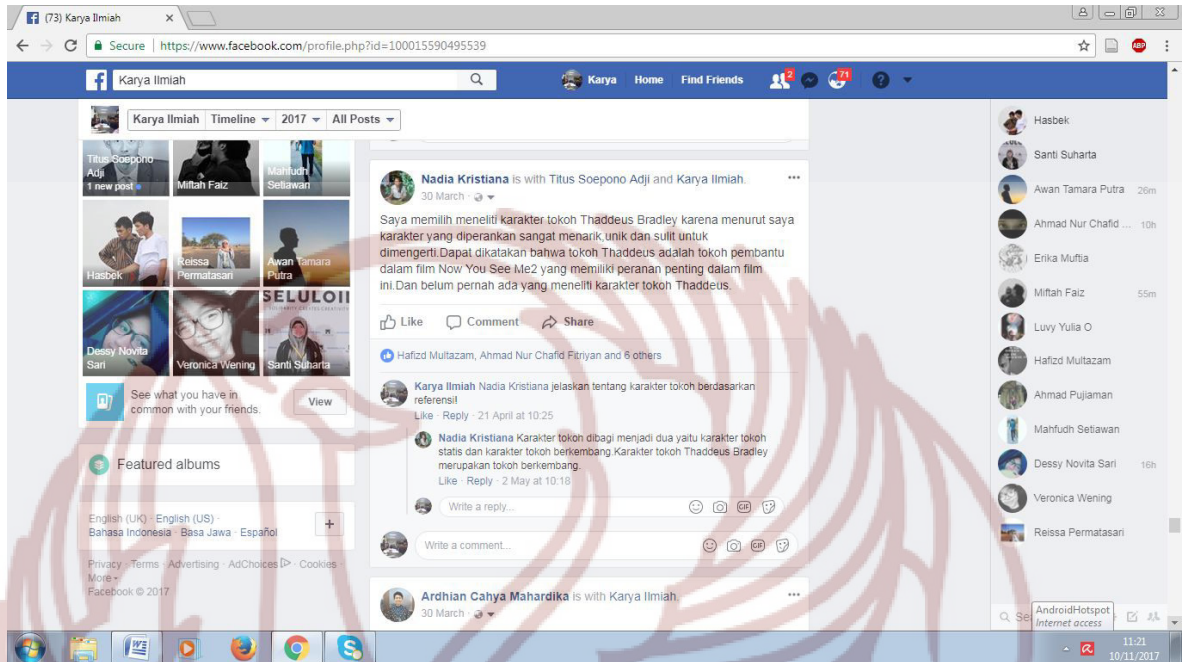 (73) Karya Ilmiah
Secure | https://www.facebook.com/profile.php?id=100015590495539
ABP
Karya Ilmiah
Karya Home Find Friends 2 71
Karya Ilmiah Timeline 2017 All Posts
Titus Soepono
Adji
1 new post
Miftah Faiz
Mahfudh
Setiawan
Hasbek
Reissa
Permatasari
Awan Tamara
Putra
Dessy Novita
Sari
Veronica Wening
SELULOI
Santi Suharta
See what you have in
common with your friends.
View
Featured albums
English (UK) · English (US) ·
Bahasa Indonesia · Basa Jawa · Español
Privacy · Terms · Advertising · AdChoices · Cookies ·
More
Facebook © 2017
Nadia Kristiana is with Titus Soepono Adji and Karya Ilmiah.
30 March
Saya memilih meneliti karakter tokoh Thaddeus Bradley karena menurut saya
karakter yang diperankan sangat menarik,unik dan sulit untuk
dimengerti.Dapat dikatakan bahwa tokoh Thaddeus adalah tokoh pembantu
dalam film Now You See Me2 yang memiliki peranan penting dalam film
ini.Dan belum pernah ada yang meneliti karakter tokoh Thaddeus.
Like Comment Share
Hafizd Multazam, Ahmad Nur Chafid Fitriyan and 6 others
Karya Ilmiah Nadia Kristiana jelaskan tentang karakter tokoh berdasarkan
referensi!
Like · Reply · 21 April at 10:25
Nadia Kristiana Karakter tokoh dibagi menjadi dua yaitu karakter tokoh
statis dan karakter tokoh berkembang.Karakter tokoh Thaddeus Bradley
merupakan tokoh berkembang.
Like · Reply · 2 May at 10:18
Write a reply...
GIF
Write a comment...
GIF
Ardhian Cahya Mahardika is with Karya Ilmiah.
30 March
Hasbek
Santi Suharta
Awan Tamara Putra 26m
Ahmad Nur Chafid ... 10h
Erika Muftia
Miftah Faiz 55m
Luvy Yulia O
Hafizd Multazam
Ahmad Pujiaman
Mahfudh Setiawan
Dessy Novita Sari 16h
Veronica Wening
Reissa Permatasari
AndroidHotspot
Internet access
11:21
10/11/2017